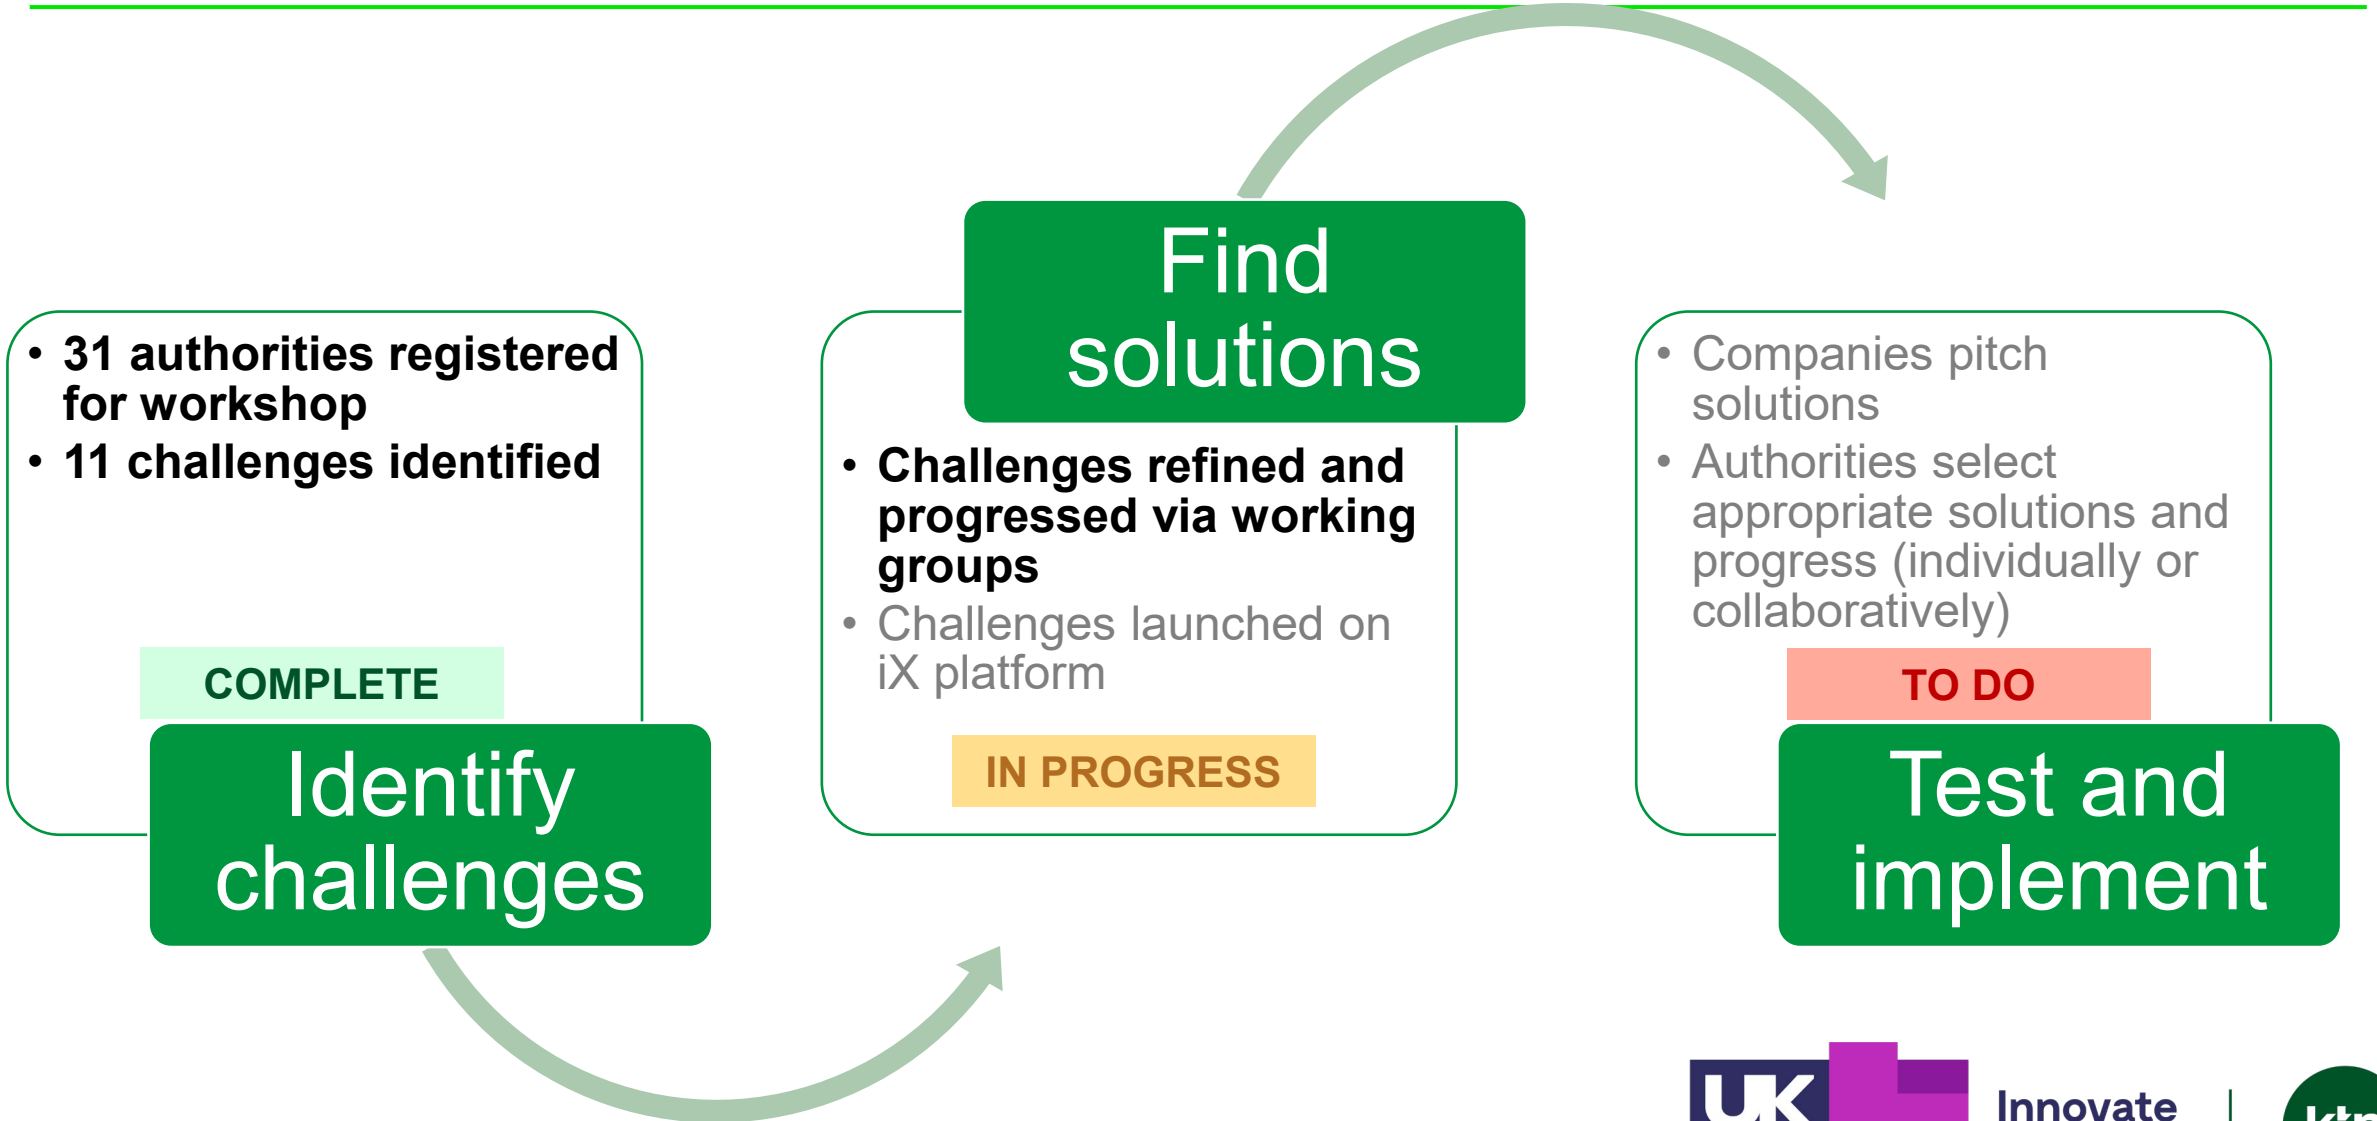 • 31 authorities registered
for workshop
• 11 challenges identified
COMPLETE
Identify
challenges
Find
solutions
• Challenges refined and
progressed via working
groups
• Challenges launched on
iX platform
IN PROGRESS
• Companies pitch
solutions
• Authorities select
appropriate solutions and
progress (individually or
collaboratively)
TO DO
Test and
implement
UK
Innovate
ktn